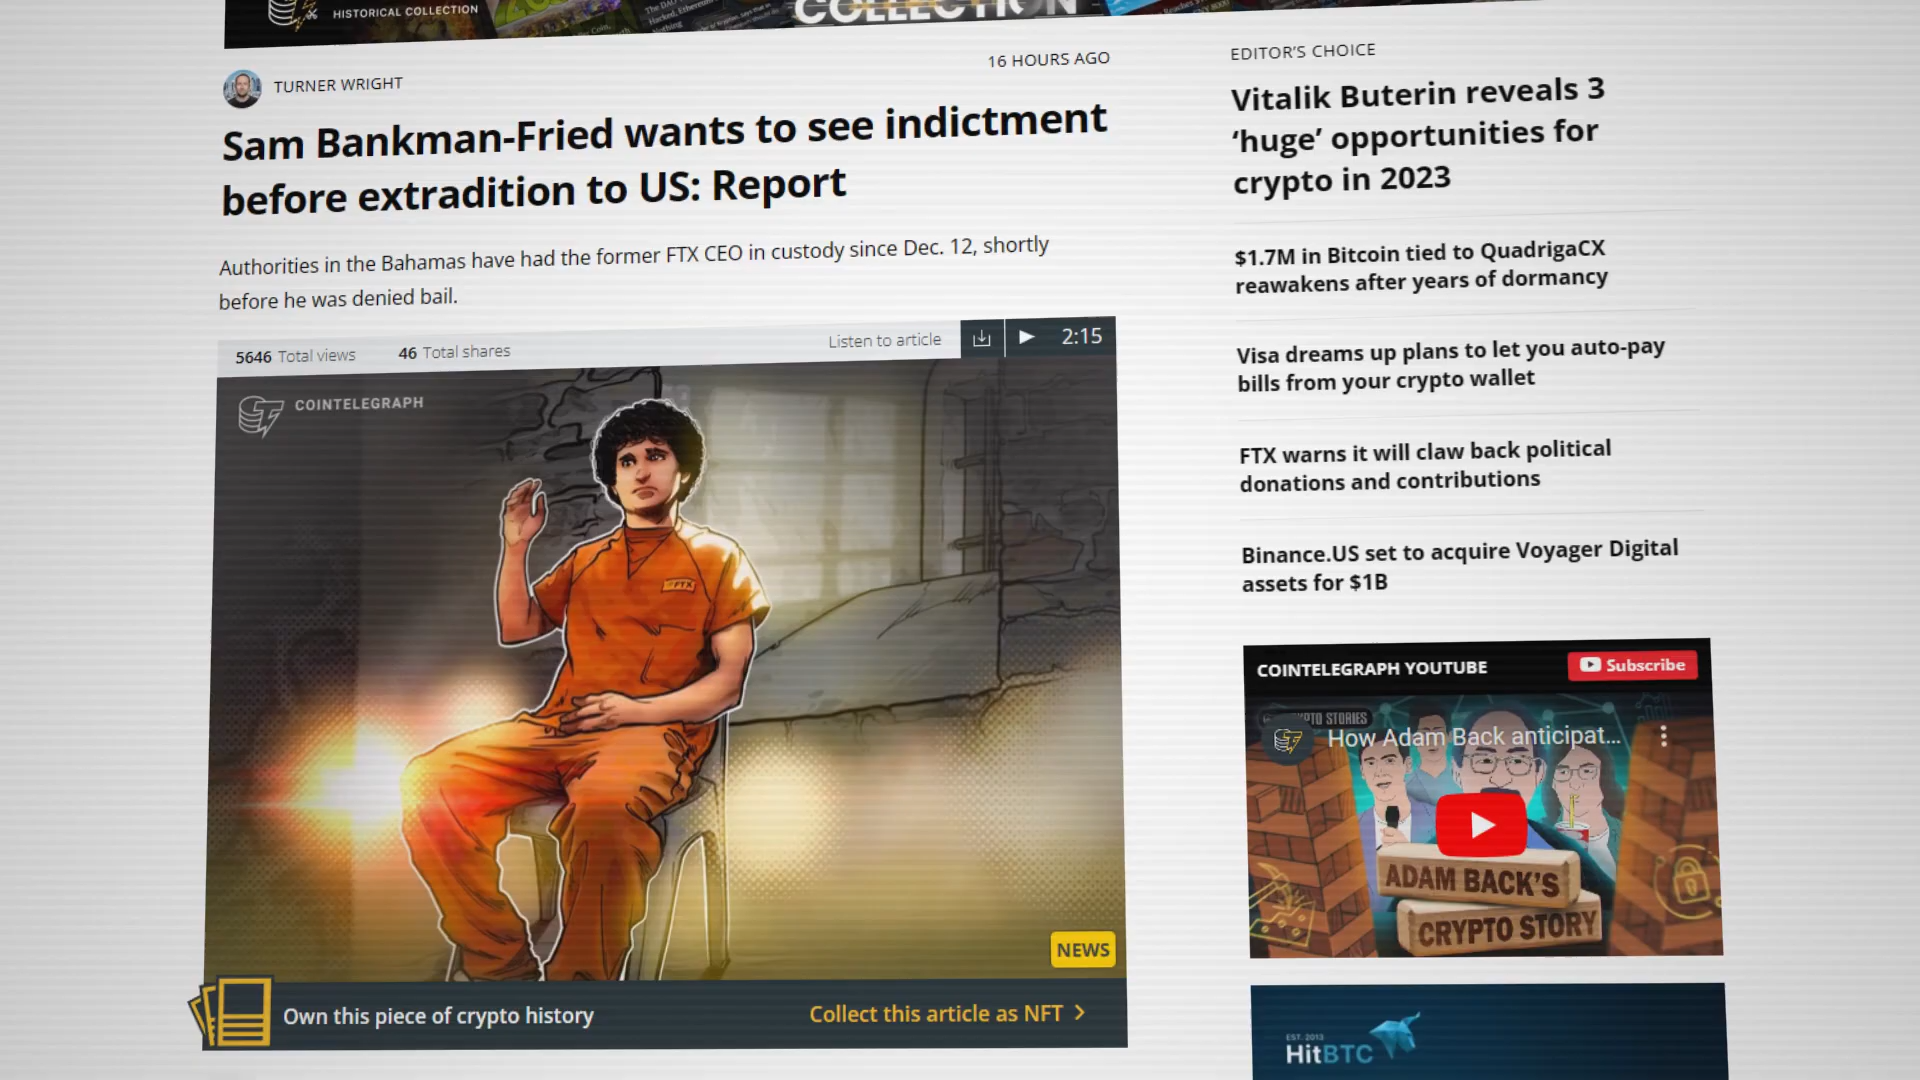 HISTORICAL COLLECTION
COLLECTION
TURNER WRIGHT
16 HOURS AGO
Sam Bankman-Fried wants to see indictment
before extradition to US: Report
Authorities in the Bahamas have had the former FTX CEO in custody since Dec. 12, shortly
before he was denied bail.
5646 Total views
46 Total shares
Listen to article
2:15
COINTELEGRAPH
FTX
NEWS
Own this piece of crypto history
Collect this article as NFT
EDITOR'S CHOICE
Vitalik Buterin reveals 3
‘huge’ opportunities for
crypto in 2023
$1.7M in Bitcoin tied to QuadrigaCX
reawakens after years of dormancy
Visa dreams up plans to let you auto-pay
bills from your crypto wallet
FTX warns it will claw back political
donations and contributions
Binance.US set to acquire Voyager Digital
assets for $1B
COINTELEGRAPH YOUTUBE
Subscribe
STORIES
How Adam Back anticipat...
ADAM BACK'S
CRYPTO STORY
EST. 2013
HitBTC